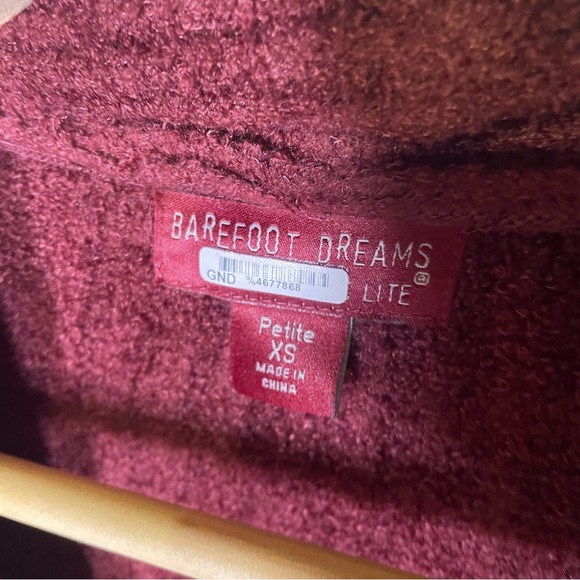 BAREFOOT DREAMS
LITE®
GND %4677868
Petite
XS
MADE IN
CHINA